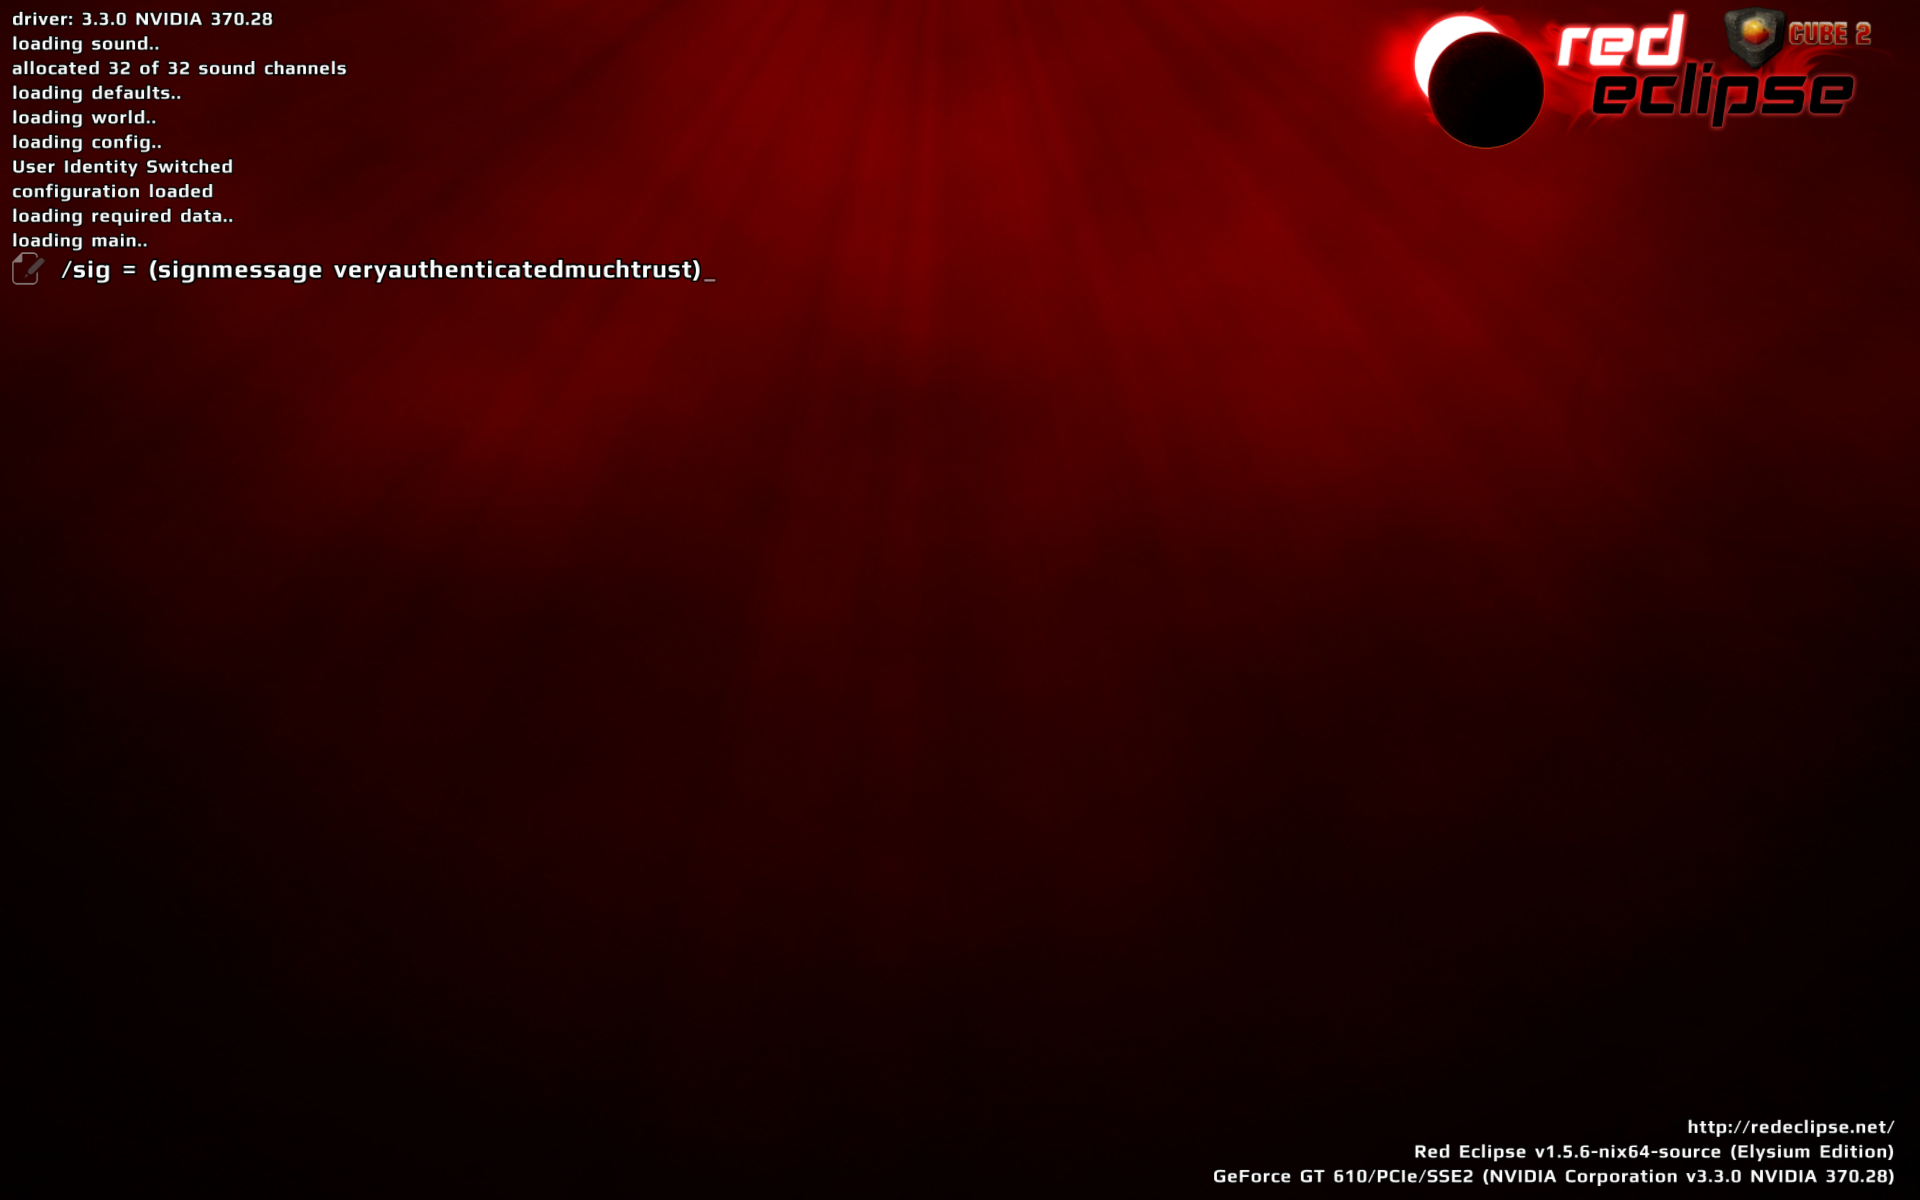 driver: 3.3.0 NVIDIA 370.28
loading sound..
allocated 32 of 32 sound channels
loading defaults..
loading world..
loading config..
User Identity Switched
configuration loaded
loading required data..
loading main..
/sig = (signmessage veryauthenticatedmuchtrust)_
red
eclipse
CUBE 2
http://redeclipse.net/
Red Eclipse v1.5.6-nix64-source (Elysium Edition)
GeForce GT 610/PCIe/SSE2 (NVIDIA Corporation v3.3.0 NVIDIA 370.28)